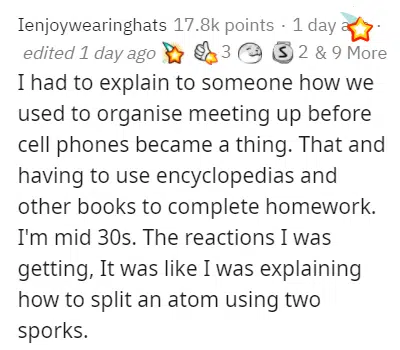 Ienjoywearinghats 17.8k points · 1 day
edited 1 day ago 3 S 2 & 9 More
I had to explain to someone how we
used to organise meeting up before
cell phones became a thing. That and
having to use encyclopedias and
other books to complete homework.
I'm mid 30s. The reactions I was
getting, It was like I was explaining
how to split an atom using two
sporks.